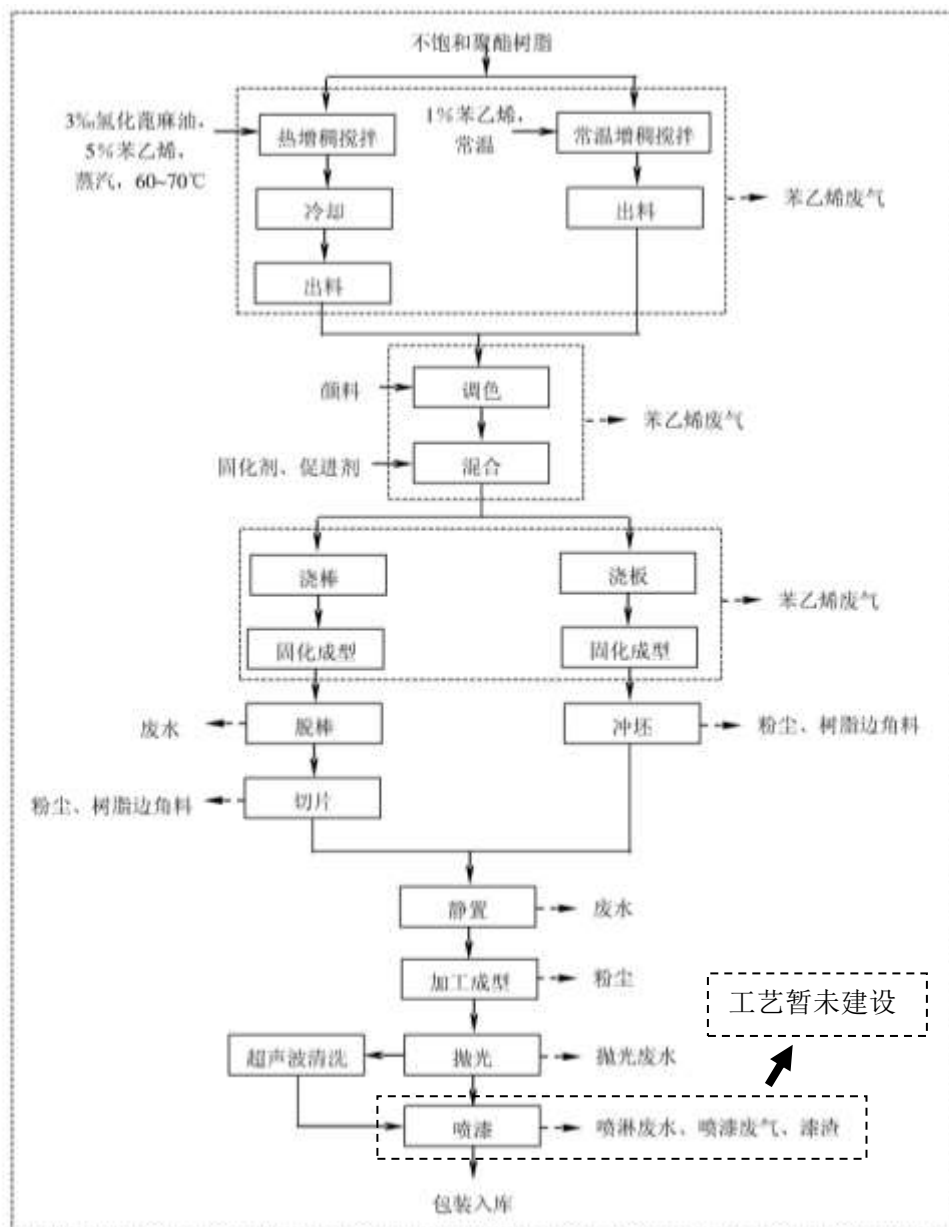 不饱和聚酯树脂
3‰氢化蓖麻油、
5%苯乙烯，
蒸汽，60~70℃
热增稠搅拌
1%苯乙烯，
常温
常温增稠搅拌
冷却
出料
苯乙烯废气
出料
颜料
调色
苯乙烯废气
固化剂、促进剂
混合
浇棒
浇板
苯乙烯废气
固化成型
固化成型
废水
脱棒
冲坯
粉尘、树脂边角料
粉尘、树脂边角料
切片
静置
废水
加工成型
粉尘
工艺暂未建设
超声波清洗
抛光
抛光废水
喷漆
喷淋废水、喷漆废气、漆渣
包装入库